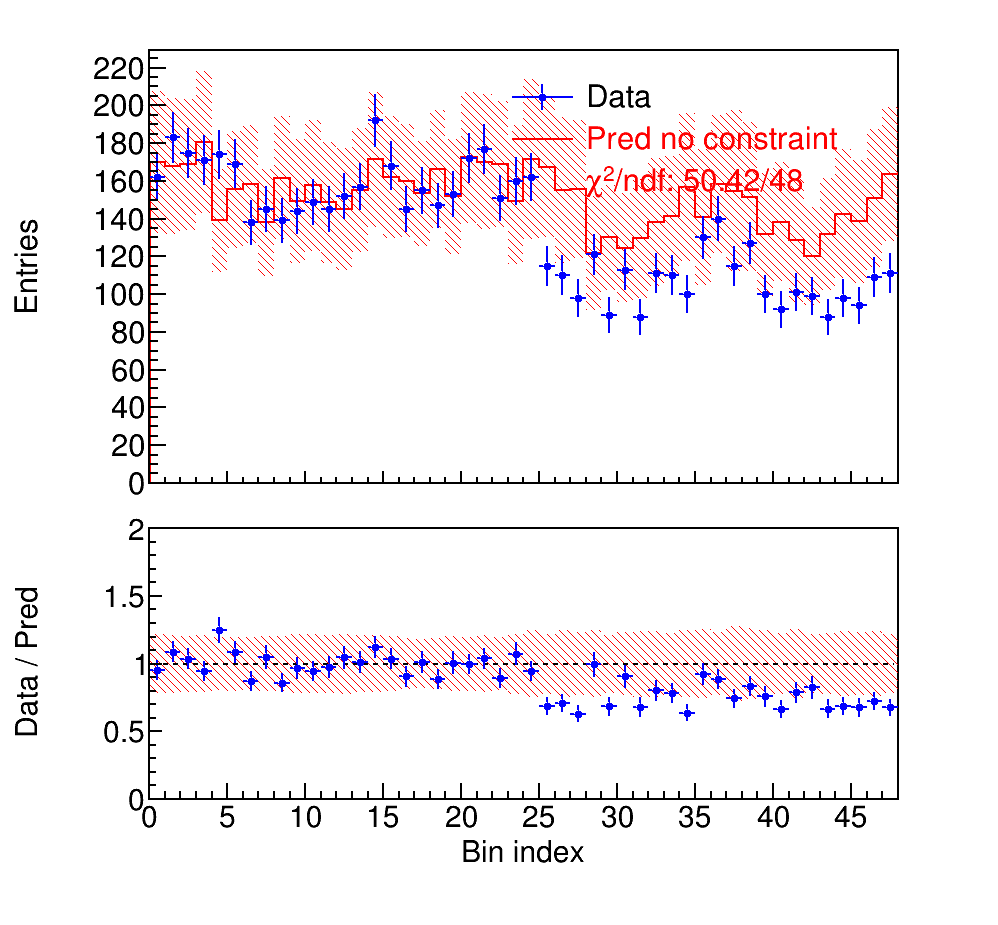 Entries
220
200
180
160
140
120
100
80
60
40
20
0
Data
Pred no constraint
χ²/ndf: 50.42/48
Data / Pred
2
1.5
1
0.5
0
0 5 10 15 20 25 30 35 40 45
Bin index